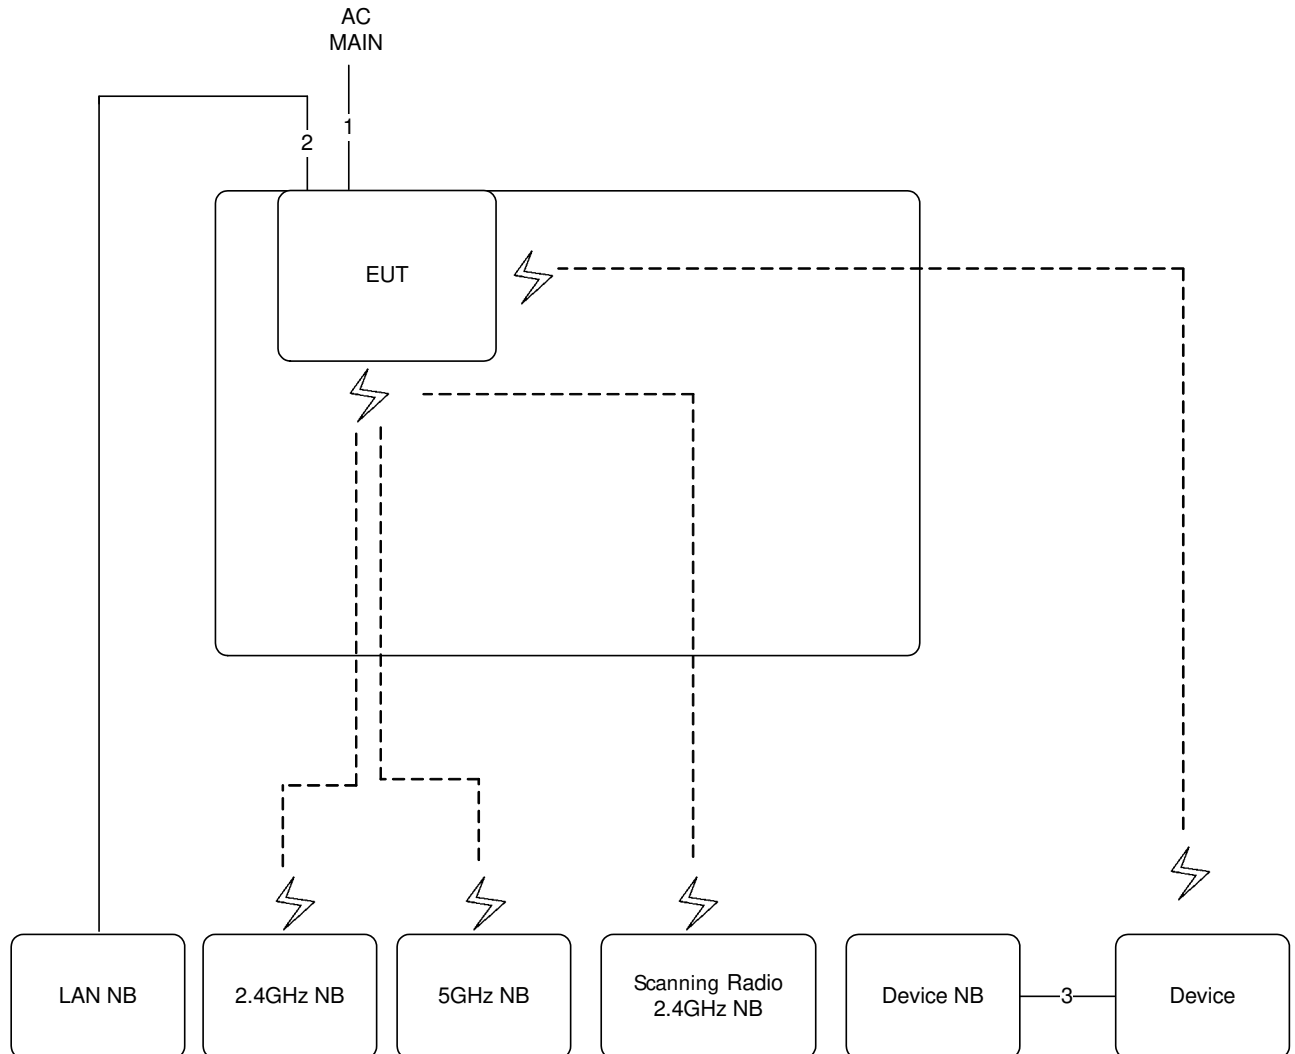 AC
MAIN
1
2
EUT
LAN NB
2.4GHz NB
5GHz NB
Scanning Radio
2.4GHz NB
Device NB
3
Device